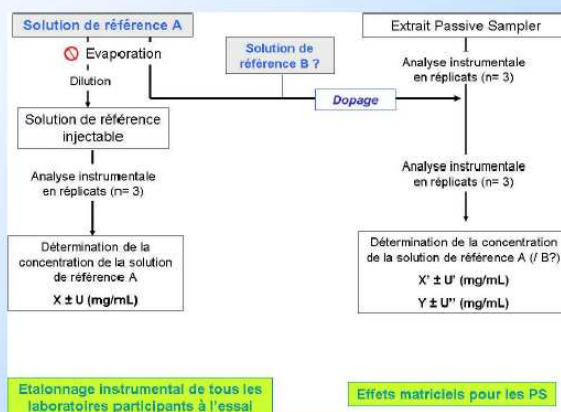 Solution de référence A
Evaporation
Dilution
Solution de référence
injectable
Analyse instrumentale
en réplicats (n= 3)
Détermination de la
concentration de la solution
de référence A
X ± U (mg/mL)
Etalonnage instrumental de tous les
laboratoires participants à l'essai
Solution de
référence B ?
Dopage
Extrait Passive Sampler
Analyse instrumentale
en réplicats (n= 3)
Analyse instrumentale
en réplicats (n= 3)
Détermination de la concentration
de la solution de référence A (/ B?)
X' ± U' (mg/mL)
Y ± U'' (mg/mL)
Effets matriciels pour les PS